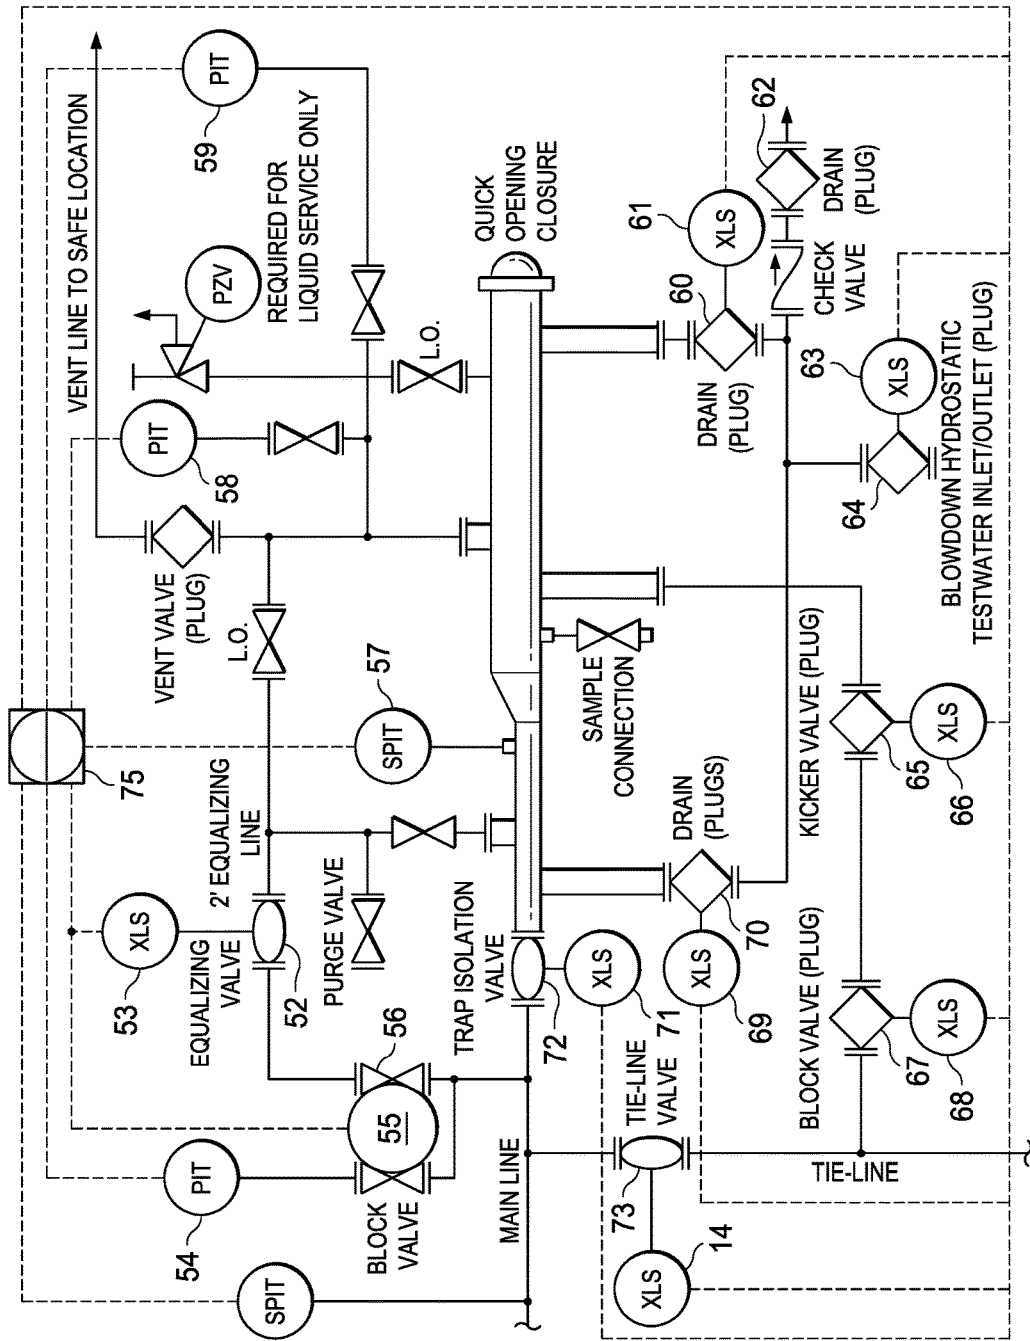 VENT LINE TO SAFE LOCATION
PIT
59
PZV
REQUIRED FOR
LIQUID SERVICE ONLY
L.O.
QUICK
OPENING
CLOSURE
62
DRAIN
(PLUG)
61
XLS
60
DRAIN
(PLUG)
CHECK
VALVE
63
XLS
64
BLOWDOWN HYDROSTATIC
TESTWATER INLET/OUTLET (PLUG)
PIT
58
VENT VALVE
(PLUG)
L.O.
57
SPIT
SAMPLE
CONNECTION
75
2' EQUALIZING
LINE
XLS
53
EQUALIZING
VALVE
52
PURGE VALVE
TRAP ISOLATION
VALVE
72
XLS
71
DRAIN
(PLUGS)
70
XLS
69
KICKER VALVE (PLUG)
65
XLS
66
BLOCK VALVE (PLUG)
67
XLS
68
56
55
PIT
54
BLOCK
VALVE
MAIN LINE
TIE-LINE
VALVE
73
TIE-LINE
SPIT
XLS
14